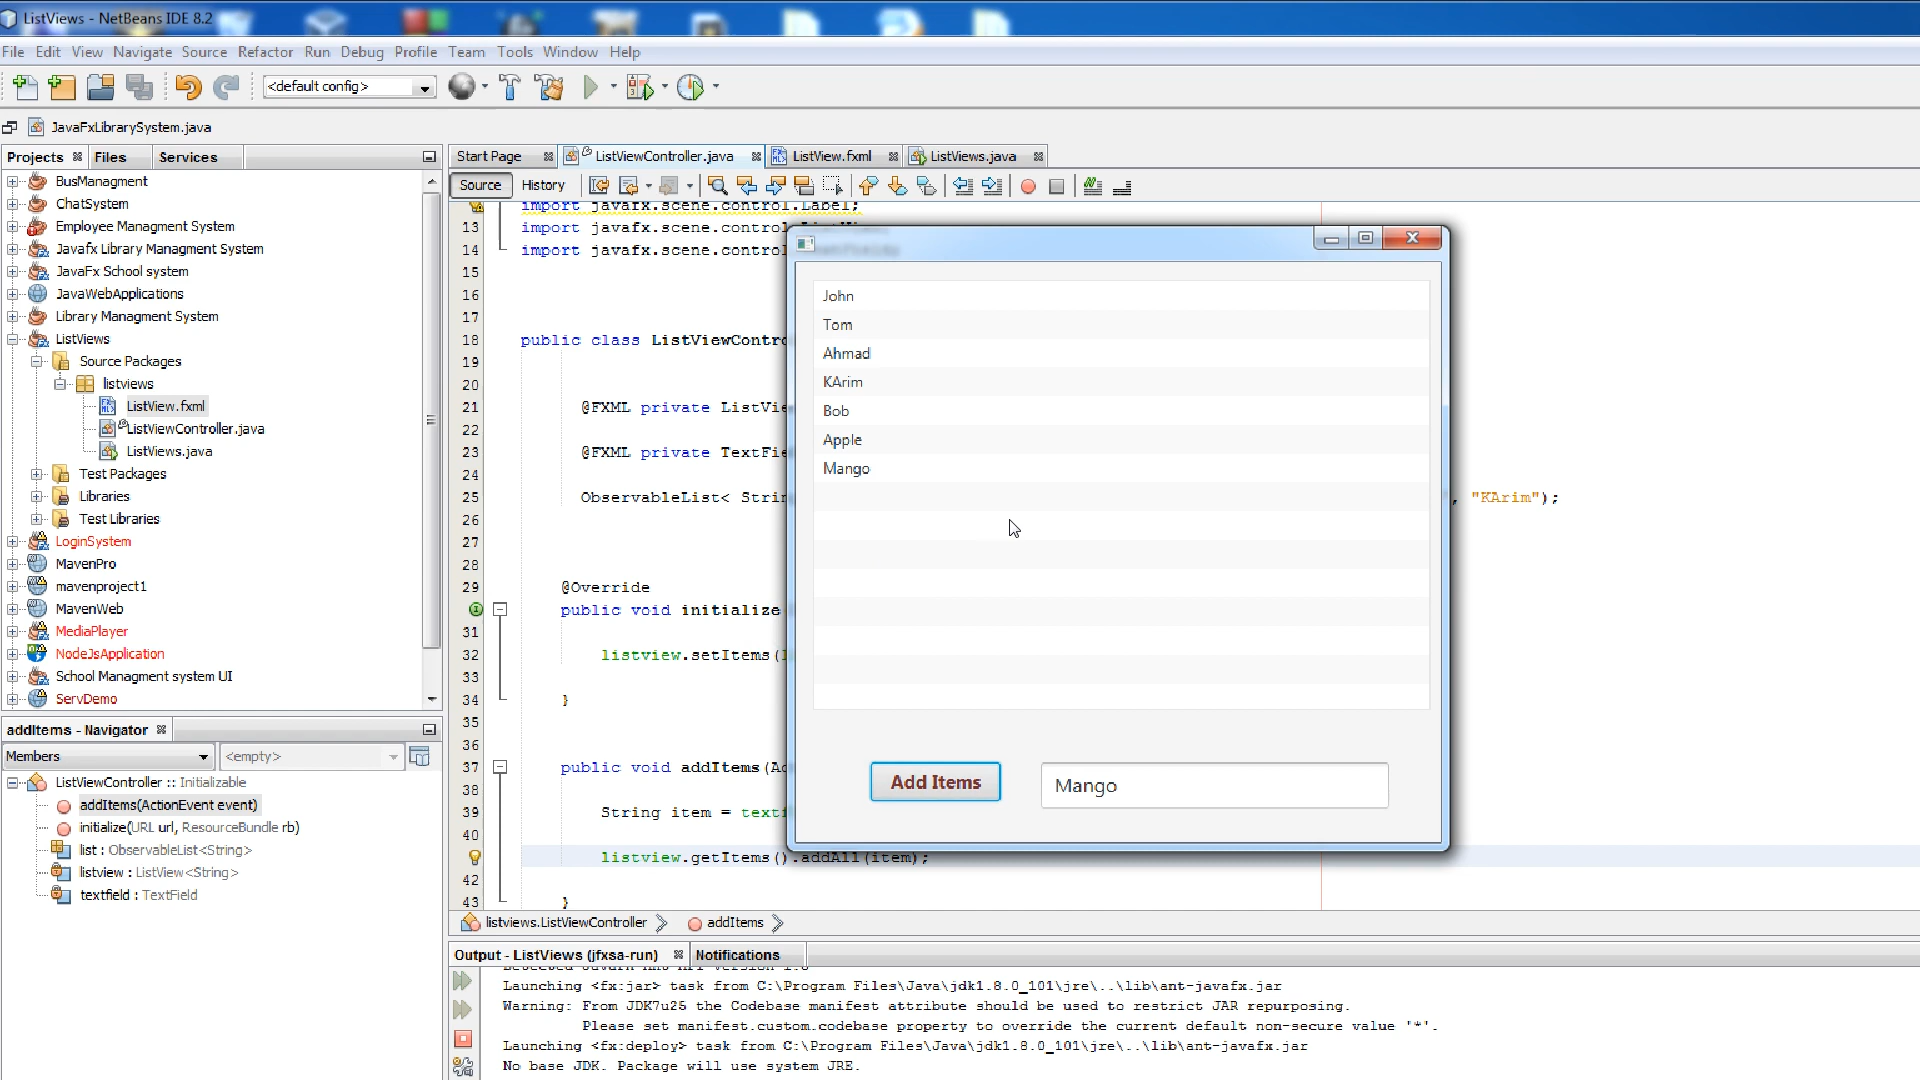 ListViews - NetBeans IDE 8.2
File Edit View Navigate Source Refactor Run Debug Profile Team Tools Window Help
<default config>
JavaFxLibrarySystem.java
Projects Files Services
BusManagment
ChatSystem
Employee Managment System
Javafx Library Managment System
JavaFx School system
JavaWebApplications
Library Managment System
ListViews
Source Packages
listviews
ListView.fxml
ListViewController.java
ListViews.java
Test Packages
Libraries
Test Libraries
LoginSystem
MavenPro
mavenproject1
MavenWeb
MediaPlayer
NodeJsApplication
School Managment system UI
ServDemo
addItems - Navigator
Members <empty>
ListViewController :: Initializable
addItems(ActionEvent event)
initialize(URL url, ResourceBundle rb)
list : ObservableList<String>
listview : ListView<String>
textfield : TextField
Start Page ListViewController.java ListView.fxml ListViews.java
Source History
import javafx.scene.control.Label;
13 import javafx.scene.control
14 import javafx.scene.control
15
16
17
18 public class ListViewContro
19
20
21 @FXML private ListVie
22
23 @FXML private TextFie
24
25 ObservableList< Strin , "KArim");
26
27
28
29 @Override
public void initialize
31
32 listview.setItems(
33
34 }
35
36
37 public void addItems(Ac
38
39 String item = textf
40
listview.getItems().addAll(item);
42
43 }
listviews.ListViewController addItems
John
Tom
Ahmad
KArim
Bob
Apple
Mango
Add Items Mango
Output - ListViews (jfxsa-run) Notifications
Launching <fx:jar> task from C:\Program Files\Java\jdk1.8.0_101\jre\..\lib\ant-javafx.jar
Warning: From JDK7u25 the Codebase manifest attribute should be used to restrict JAR repurposing.
Please set manifest.custom.codebase property to override the current default non-secure value '*'.
Launching <fx:deploy> task from C:\Program Files\Java\jdk1.8.0_101\jre\..\lib\ant-javafx.jar
No base JDK. Package will use system JRE.